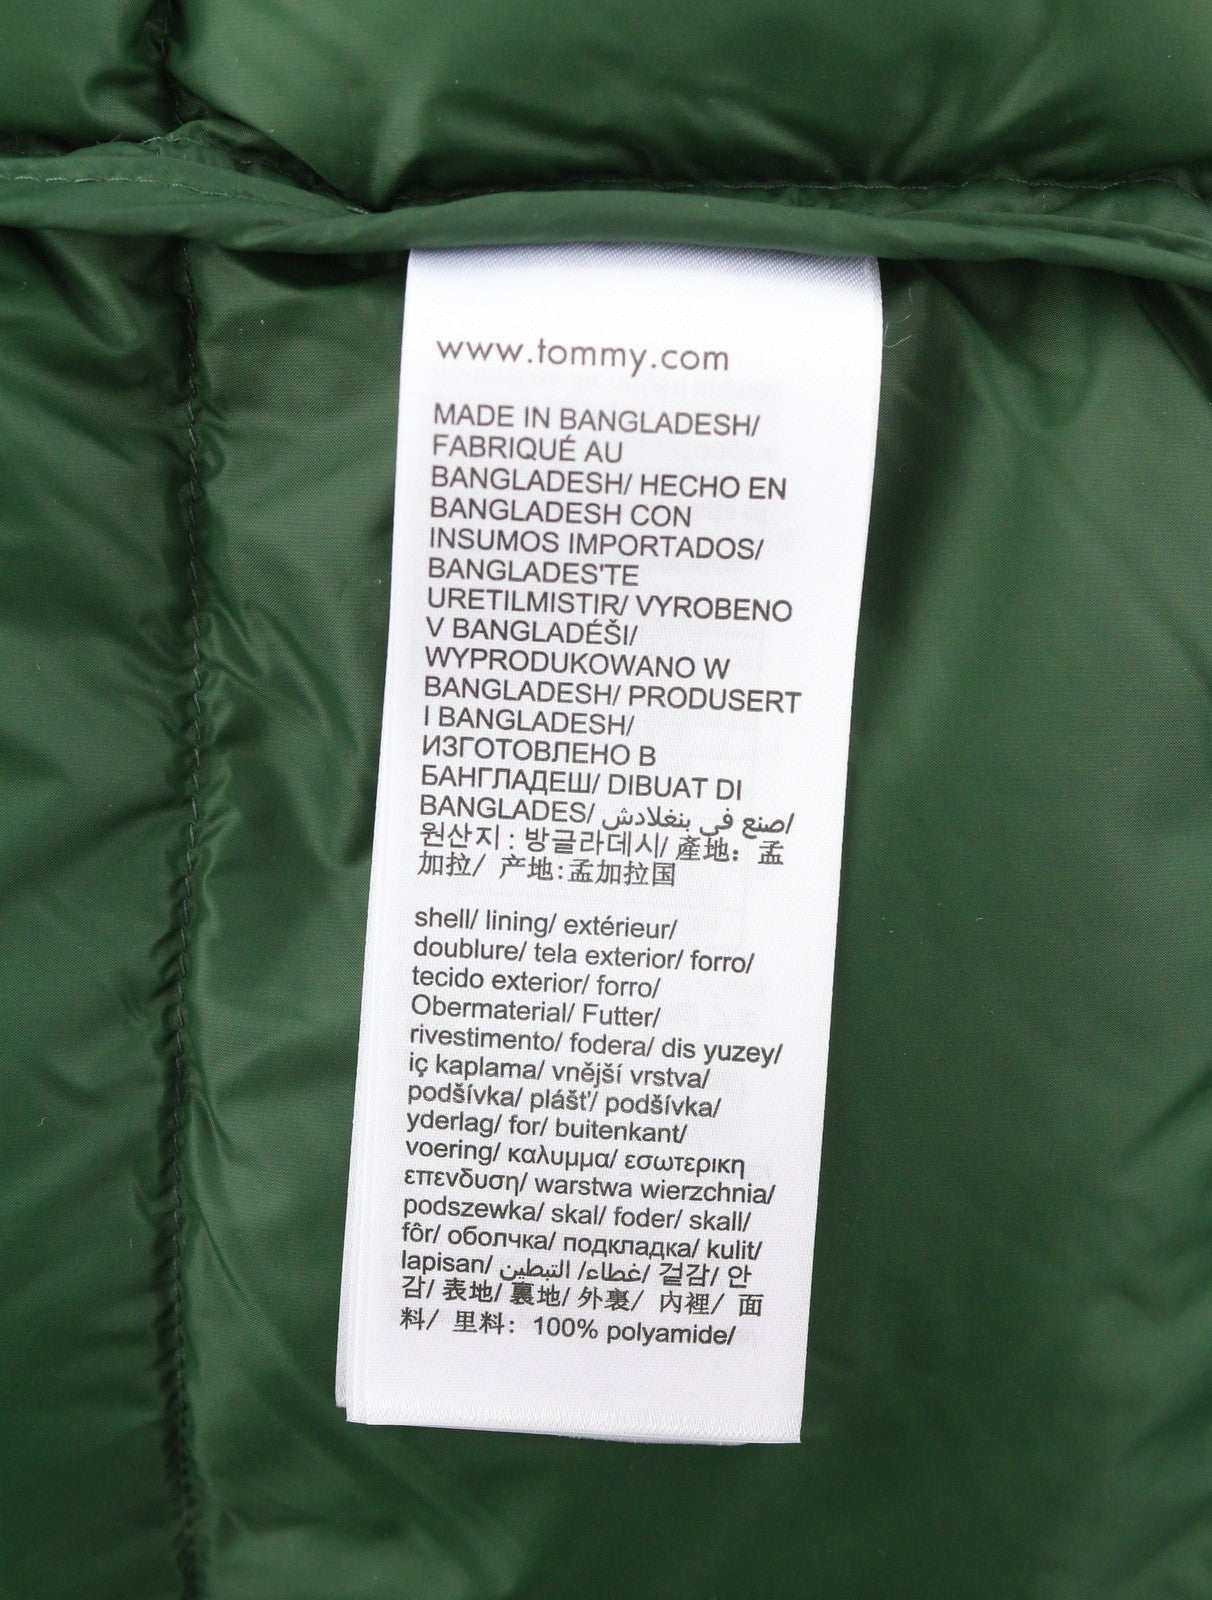 www.tommy.com
MADE IN BANGLADESH/
FABRIQUÉ AU
BANGLADESH/ HECHO EN
BANGLADESH CON
INSUMOS IMPORTADOS/
BANGLADES'TE
URETILMISTIR/ VYROBENO
V BANGLADÉŠI/
WYPRODUKOWANO W
BANGLADESH/ PRODUSERT
I BANGLADESH/
ИЗГОТОВЛЕНО В
БАНГЛАДЕШ/ DIBUAT DI
BANGLADES/ صنع في بنغلادش/
원산지 : 방글라데시/ 產地：孟
加拉/ 产地:孟加拉国
shell/ lining/ extérieur/
doublure/ tela exterior/ forro/
tecido exterior/ forro/
Obermaterial/ Futter/
rivestimento/ fodera/ dis yuzey/
iç kaplama/ vnější vrstva/
podšívka/ plášť/ podšívka/
yderlag/ for/ buitenkant/
voering/ καλυμμα/ εσωτερικη
επενδυση/ warstwa wierzchnia/
podszewka/ skal/ foder/ skall/
fôr/ оболчка/ подкладка/ kulit/
lapisan/ غطاء/ التبطين/ 겉감/ 안
감/ 表地/ 裏地/ 外裏/ 內裡/ 面
料/ 里料：100% polyamide/